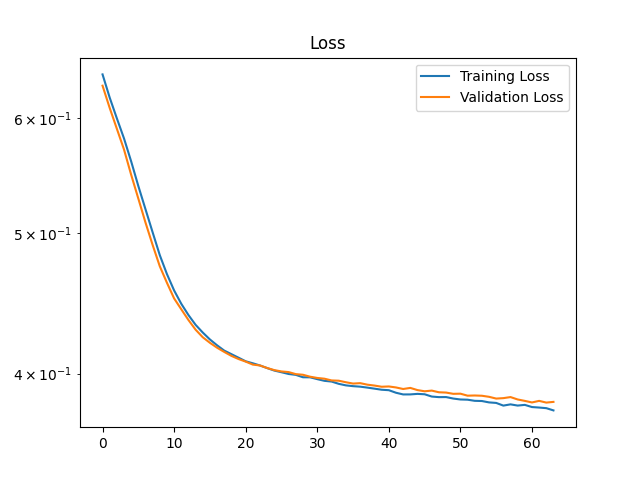 Loss
Training Loss
Validation Loss
6 × 10⁻¹
5 × 10⁻¹
4 × 10⁻¹
0 10 20 30 40 50 60